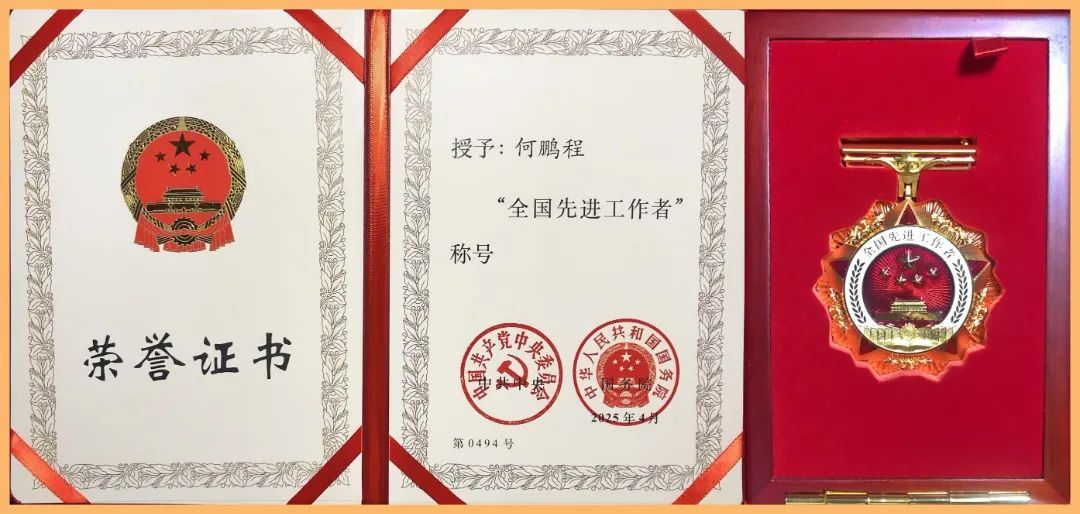 荣誉证书
授予：何鹏程
“全国先进工作者”
称号
中国共产党中央委员会
中共中央
中华人民共和国国务院
国务院
2025年4月
第0494号
全国先进工作者